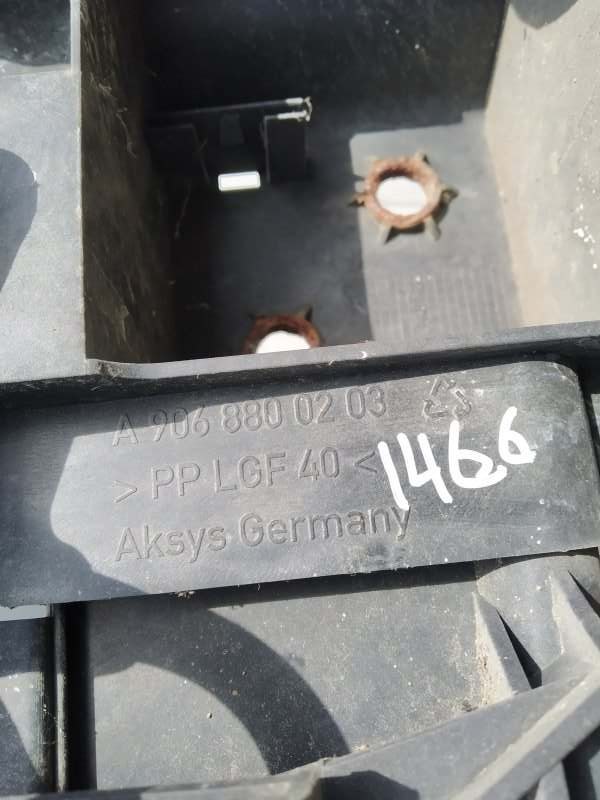 A 906 880 02 03
> PP LGF 40 <
1466
Aksys Germany